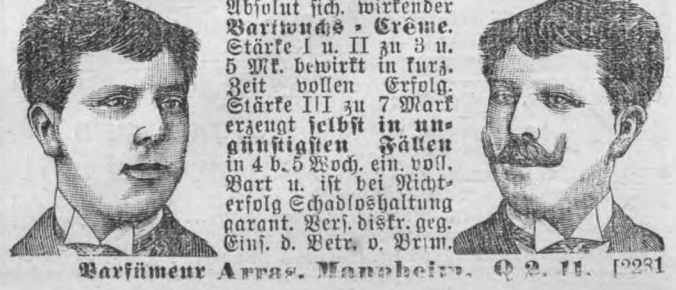 Absolut sich. wirkender
Bartwuchs-Crême.
Stärke I u. II zu 3 u.
5 Mk. bewirkt in kurz.
Zeit vollen Erfolg.
Stärke III zu 7 Mark
erzeugt selbst in un-
günstigsten Fällen
in 4 b. 5 Woch. ein. voll.
Bart u. ist bei Nicht-
erfolg Schadloshaltung
garant. Vers. diskr. geg.
Eins. d. Betr. o. Brim.
Parfümeur Arras, Mannheim, Q 2. 11. [2281